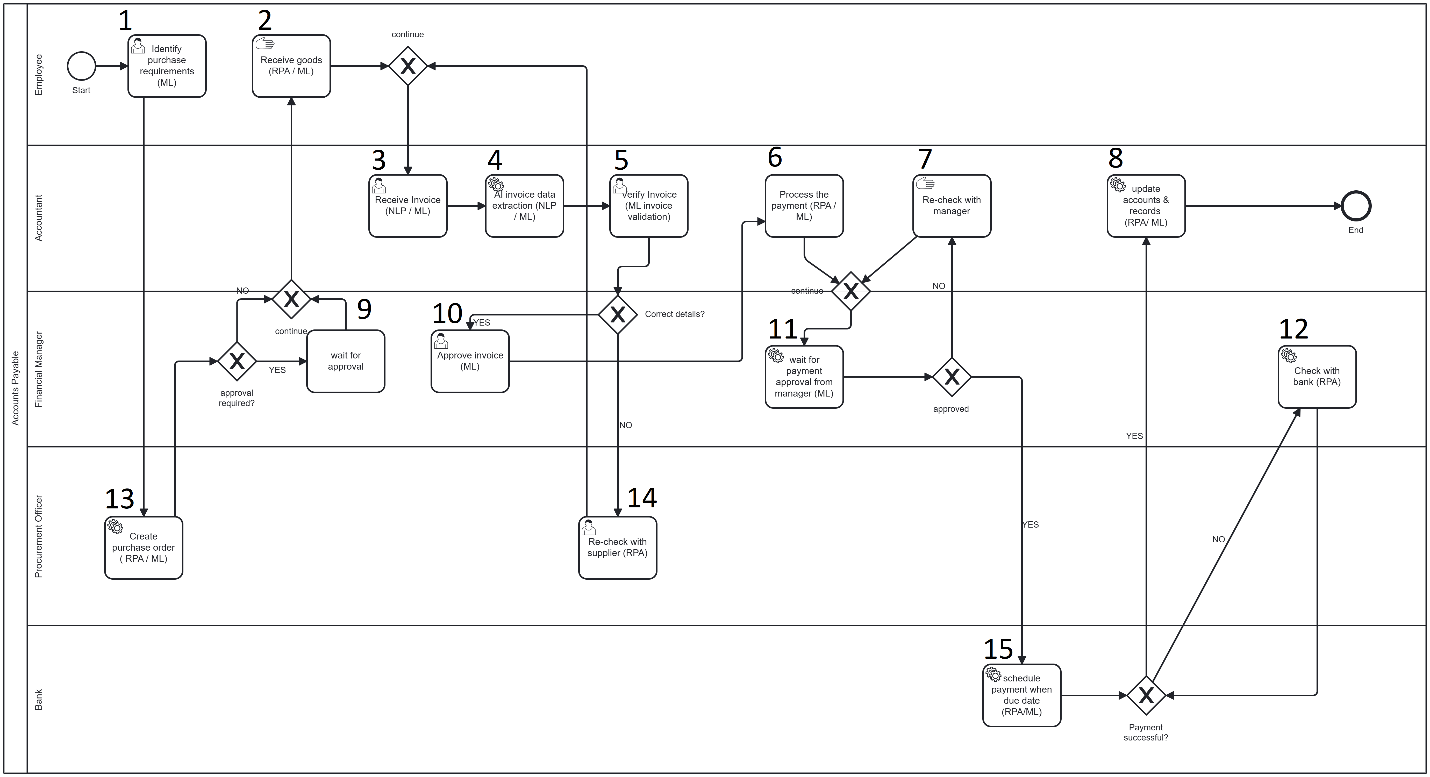 1
2
continue
Employee
Start
Identify
purchase
requirements
(ML)
Receive goods
(RPA / ML)
Accountant
3
Receive Invoice
(NLP / ML)
4
AI invoice data
extraction (NLP
/ ML)
5
Verify Invoice
(ML invoice
validation)
6
Process the
payment (RPA /
ML)
7
Re-check with
manager
8
update
accounts &
records
(RPA/ ML)
End
Accounts Payable
Financial Manager
NO
continue
9
wait for
approval
YES
approval
required?
10
YES
Approve invoice
(ML)
Correct details?
NO
continue
11
wait for
payment
approval from
manager (ML)
NO
approved
12
Check with
bank (RPA)
YES
Procurement Officer
13
Create
purchase order
( RPA / ML)
14
Re-check with
supplier (RPA)
YES
NO
Bank
15
schedule
payment when
due date
(RPA/ML)
Payment
successful?